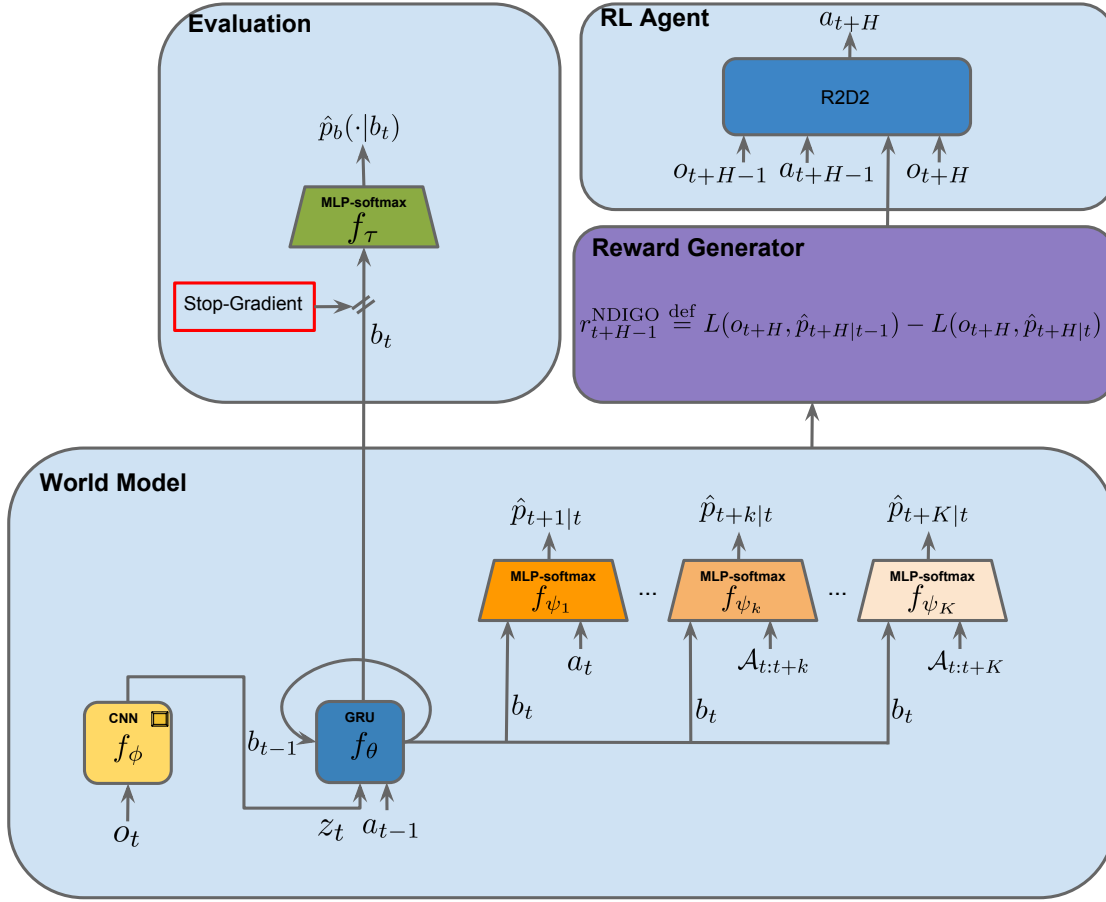 Evaluation
p̂_b(·|b_t)
MLP-softmax
f_τ
Stop-Gradient
b_t
RL Agent
a_{t+H}
R2D2
o_{t+H−1} a_{t+H−1} o_{t+H}
Reward Generator
r^{NDIGO}_{t+H−1} ≝ L(o_{t+H}, p̂_{t+H|t−1}) − L(o_{t+H}, p̂_{t+H|t})
World Model
p̂_{t+1|t} p̂_{t+k|t} p̂_{t+K|t}
MLP-softmax MLP-softmax MLP-softmax
f_{ψ_1} ... f_{ψ_k} ... f_{ψ_K}
a_t 𝒜_{t:t+k} 𝒜_{t:t+K}
b_t b_t b_t
CNN
f_ϕ
o_t
b_{t−1}
GRU
f_θ
z_t a_{t−1}